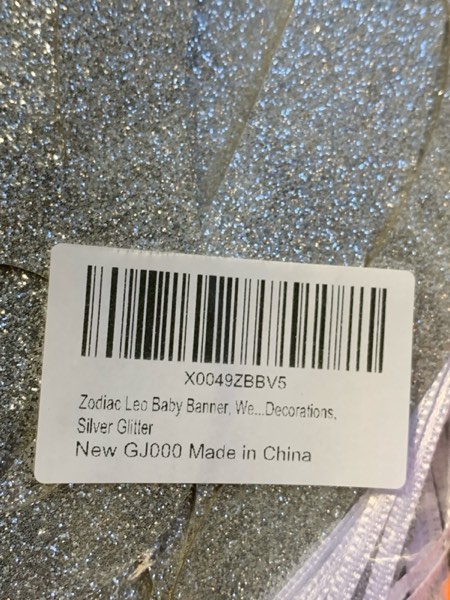 X0049ZBBV5
Zodiac Leo Baby Banner, We...Decorations,
Silver Glitter
New GJ000 Made in China